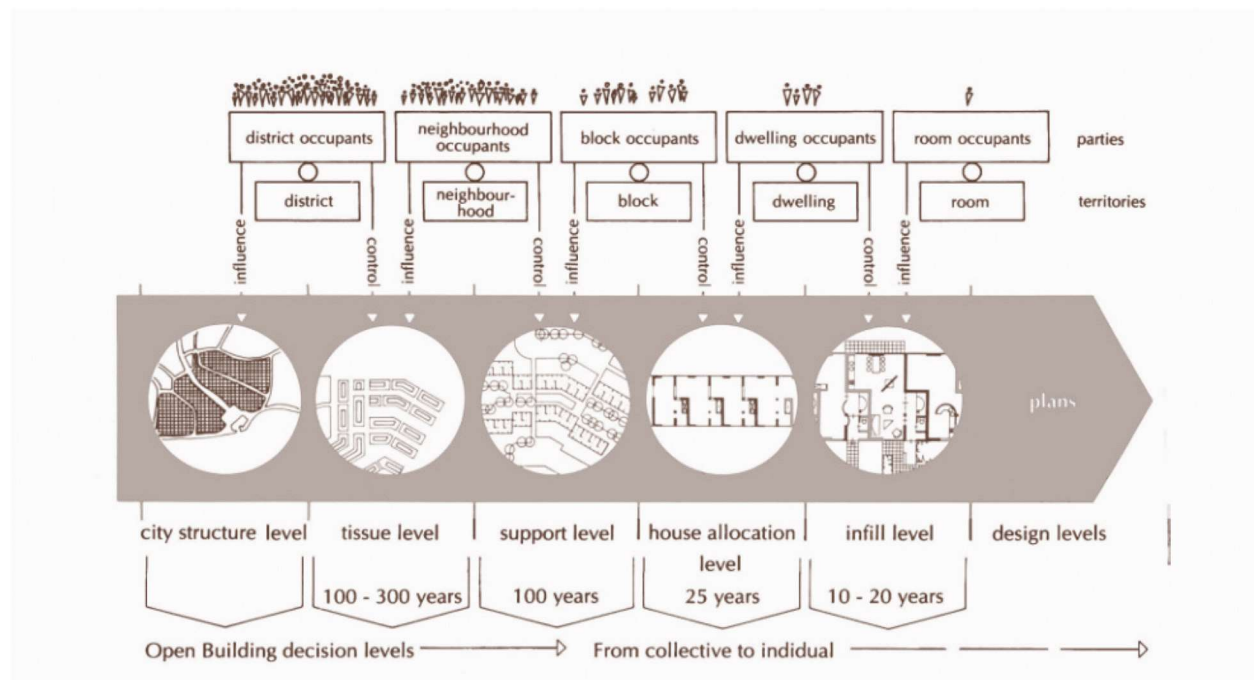 district occupants
neighbourhood
occupants
block occupants
dwelling occupants
room occupants
parties
district
neighbour-
hood
block
dwelling
room
territories
influence
control
influence
control
influence
control
influence
control
influence
plans
city structure level
tissue level
support level
house allocation
level
infill level
design levels
100 - 300 years
100 years
25 years
10 - 20 years
Open Building decision levels
From collective to indidual